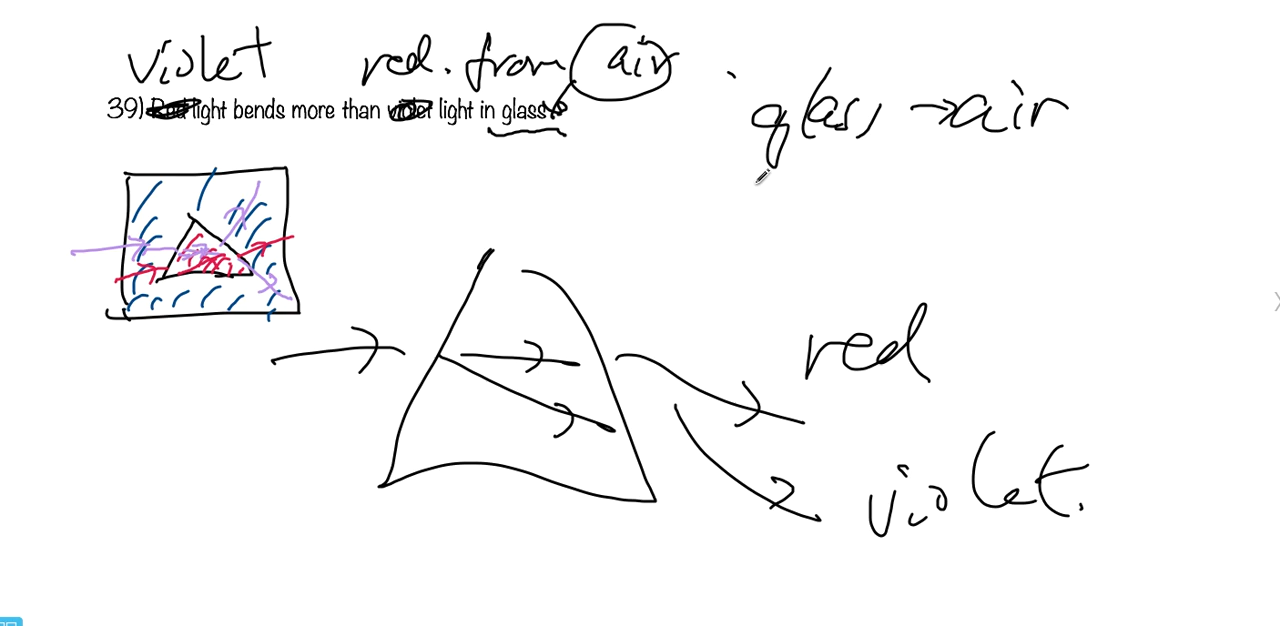 violet red. from air
glass → air
39) Red light bends more than violet light in glass
red
violet.